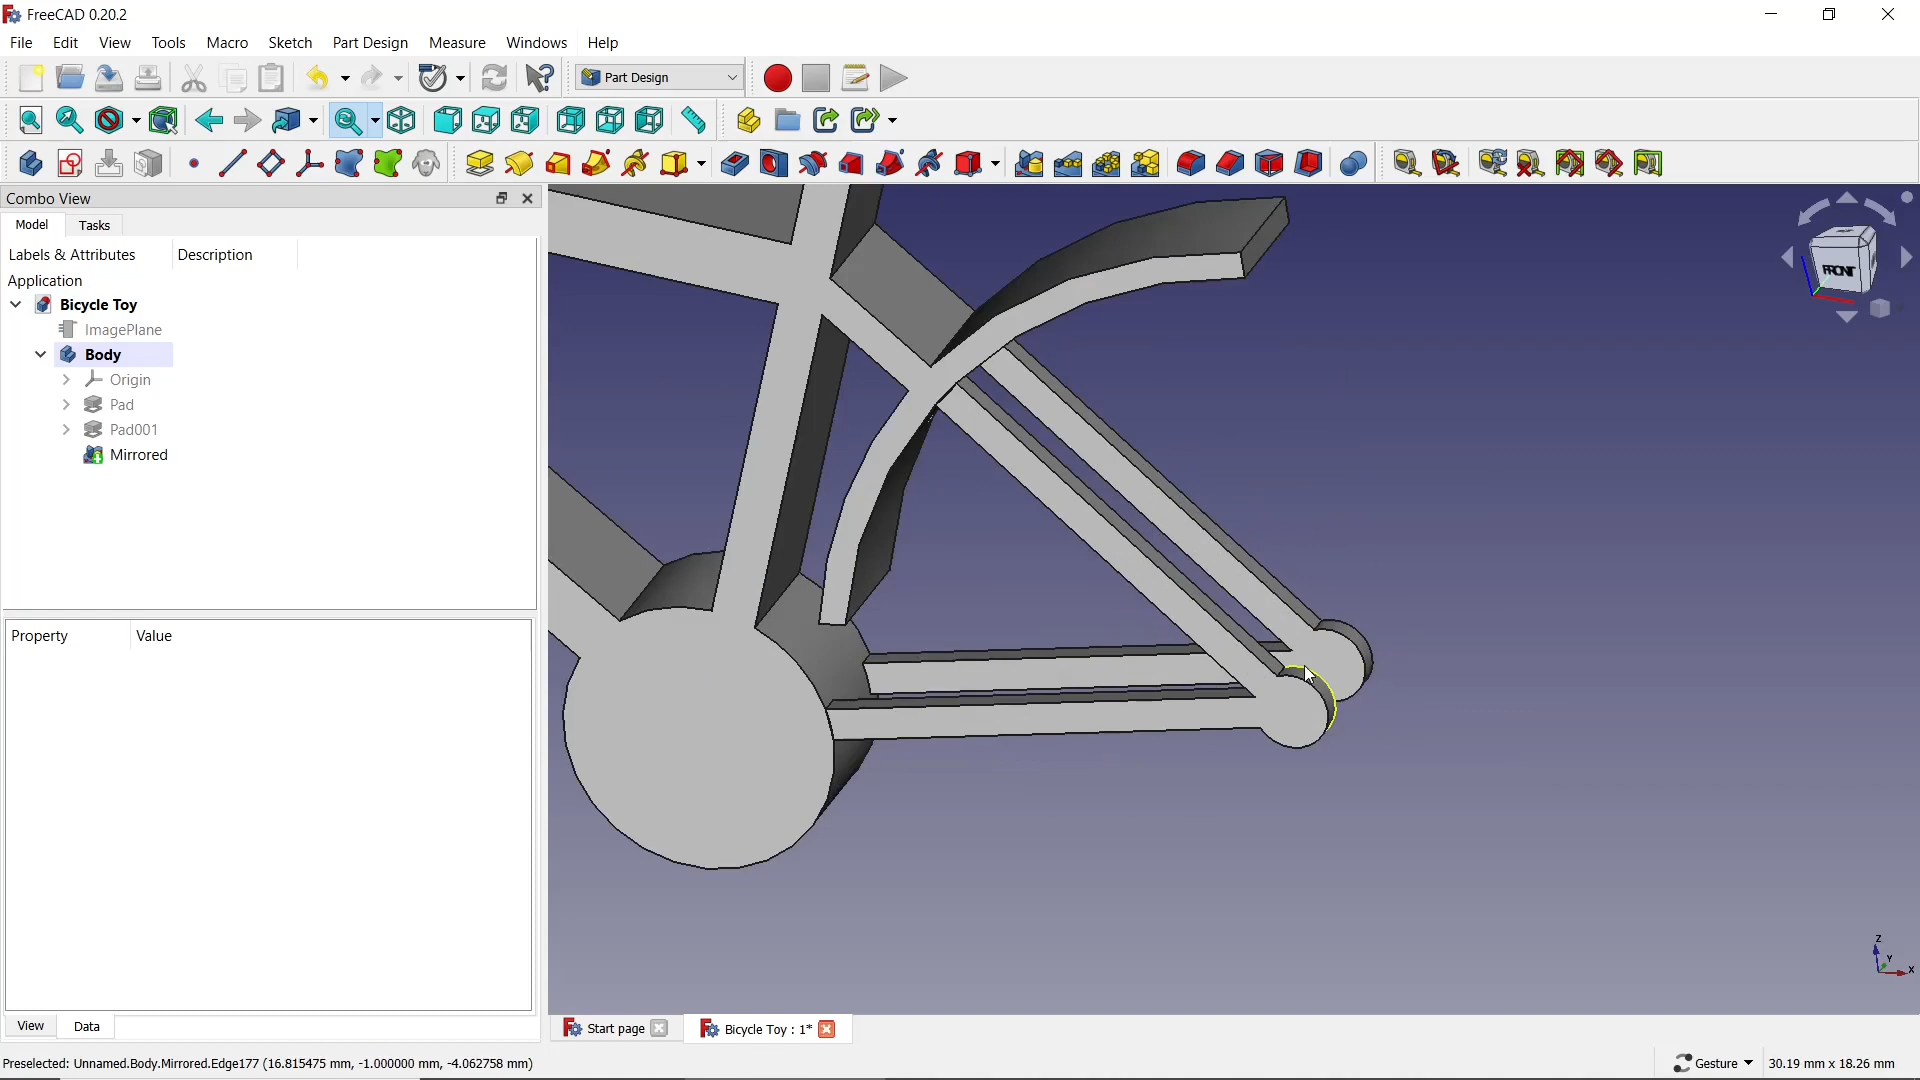 FreeCAD 0.20.2
File Edit View Tools Macro Sketch Part Design Measure Windows Help
Part Design
Combo View
Model Tasks
Labels & Attributes Description
Application
Bicycle Toy
ImagePlane
Body
Origin
Pad
Pad001
Mirrored
FRONT
Property Value
Z
Y
X
View Data
Start page Bicycle Toy : 1*
Preselected: Unnamed.Body.Mirrored.Edge177 (16.815475 mm, -1.000000 mm, -4.062758 mm)
Gesture 30.19 mm x 18.26 mm